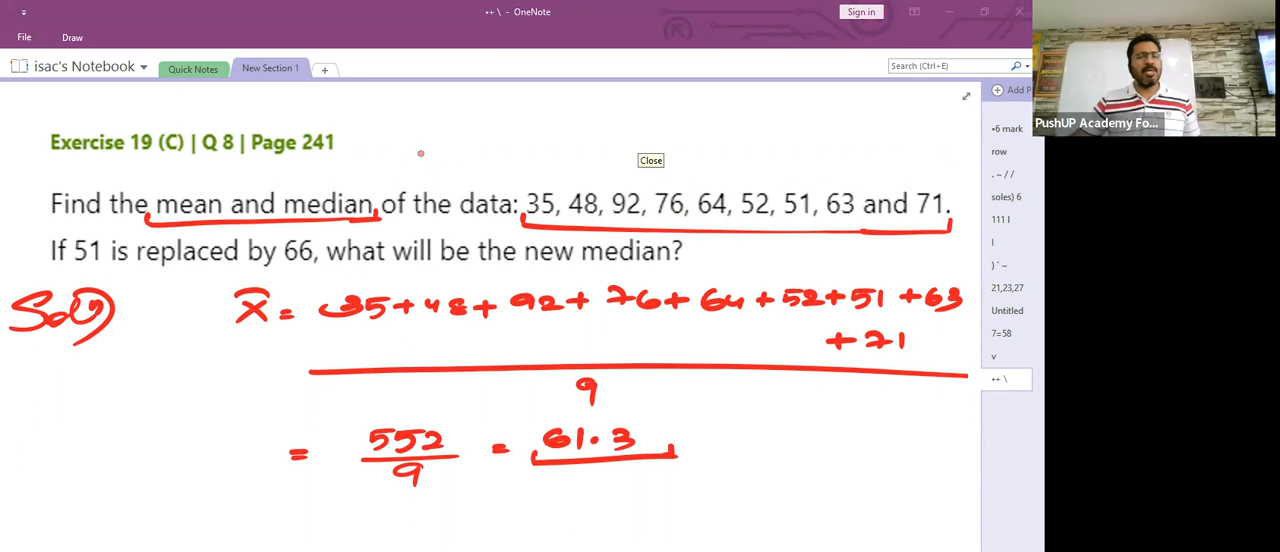 •+ \ - OneNote
Sign in
File
Draw
isac's Notebook
Quick Notes
New Section 1
+
Search (Ctrl+E)
Add P
PushUP Academy Fo...
•6 mark
row
. ~ / /
soles) 6
111 I
I
) ` ~
21,23,27
Untitled
7=58
v
•+ \
Close
Exercise 19 (C) | Q 8 | Page 241
Find the mean and median of the data: 35, 48, 92, 76, 64, 52, 51, 63 and 71.
If 51 is replaced by 66, what will be the new median?
Solⁿ)
X̅ = 35+48+ 92+ 76+ 64+52+51+63
+71
9
= 552 = 61.3
9